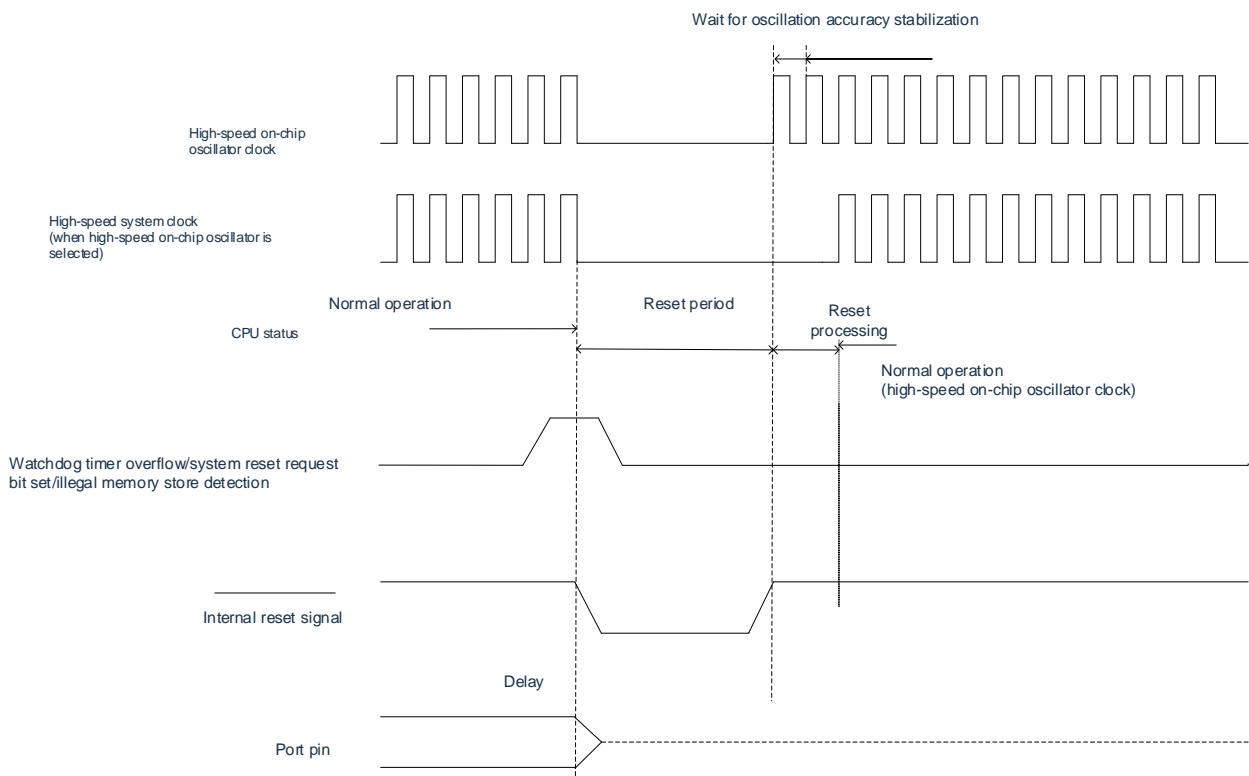 Wait for oscillation accuracy stabilization
High-speed on-chip
oscillator clock
High-speed system clock
(when high-speed on-chip oscillator is
selected)
Normal operation
Reset period
Reset
processing
CPU status
Normal operation
(high-speed on-chip oscillator clock)
Watchdog timer overflow/system reset request
bit set/illegal memory store detection
Internal reset signal
Delay
Port pin